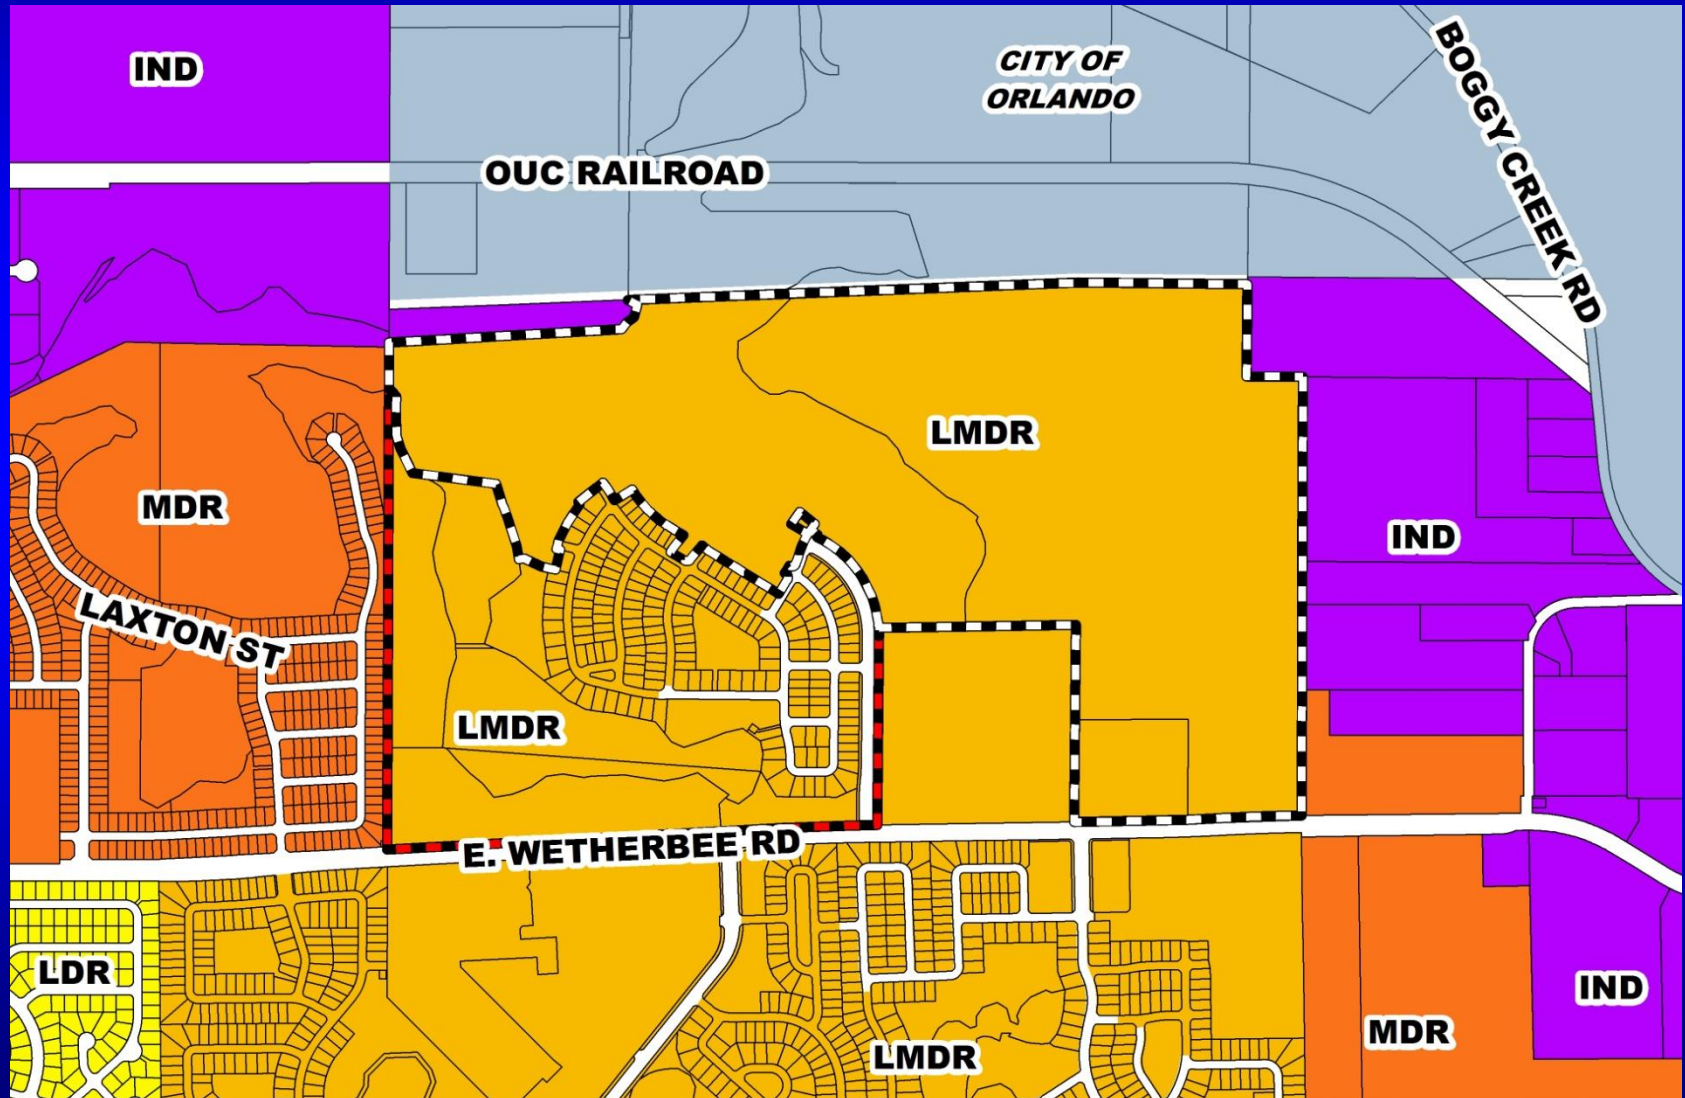 IND
CITY OF
ORLANDO
BOGGY CREEK RD
OUC RAILROAD
LMDR
MDR
IND
LAXTON ST
LMDR
E. WETHERBEE RD
LDR
IND
MDR
LMDR